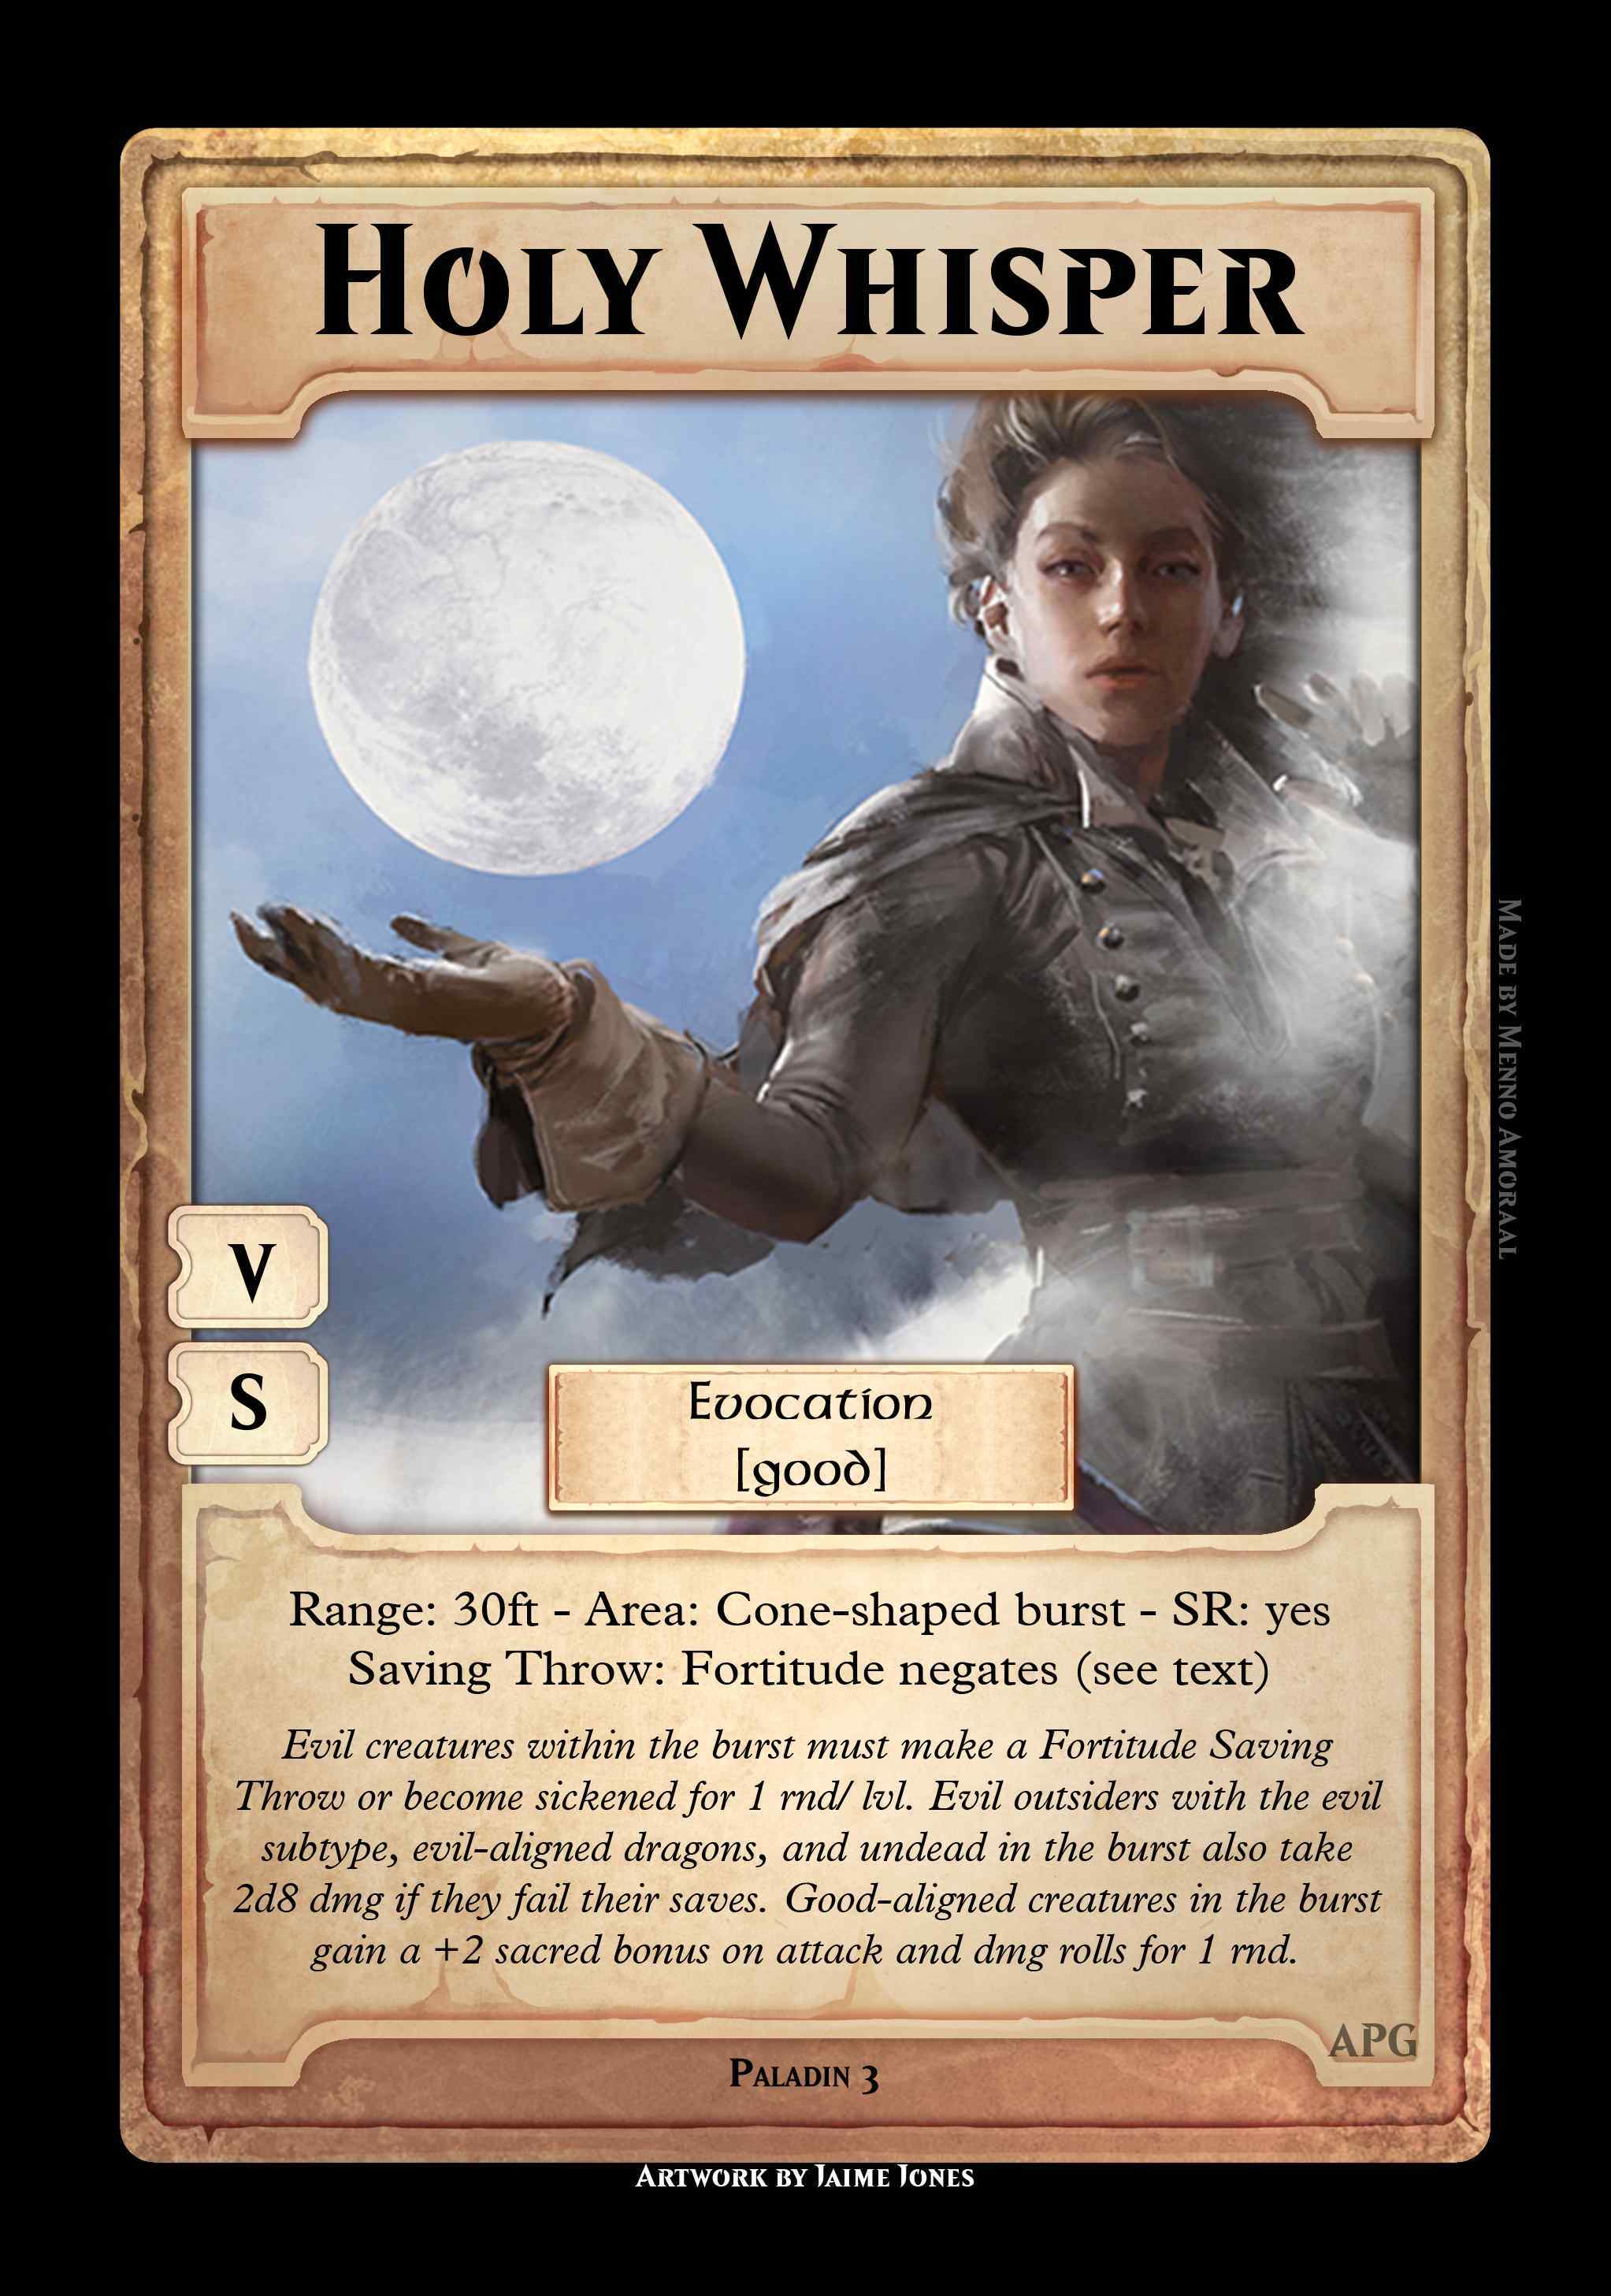 Holy Whisper
V
S
Evocation
[good]
Range: 30ft - Area: Cone-shaped burst - SR: yes
Saving Throw: Fortitude negates (see text)
Evil creatures within the burst must make a Fortitude Saving
Throw or become sickened for 1 rnd/ lvl. Evil outsiders with the evil
subtype, evil-aligned dragons, and undead in the burst also take
2d8 dmg if they fail their saves. Good-aligned creatures in the burst
gain a +2 sacred bonus on attack and dmg rolls for 1 rnd.
APG
Paladin 3
Artwork by Jaime Jones
Made by Menno Amoraal